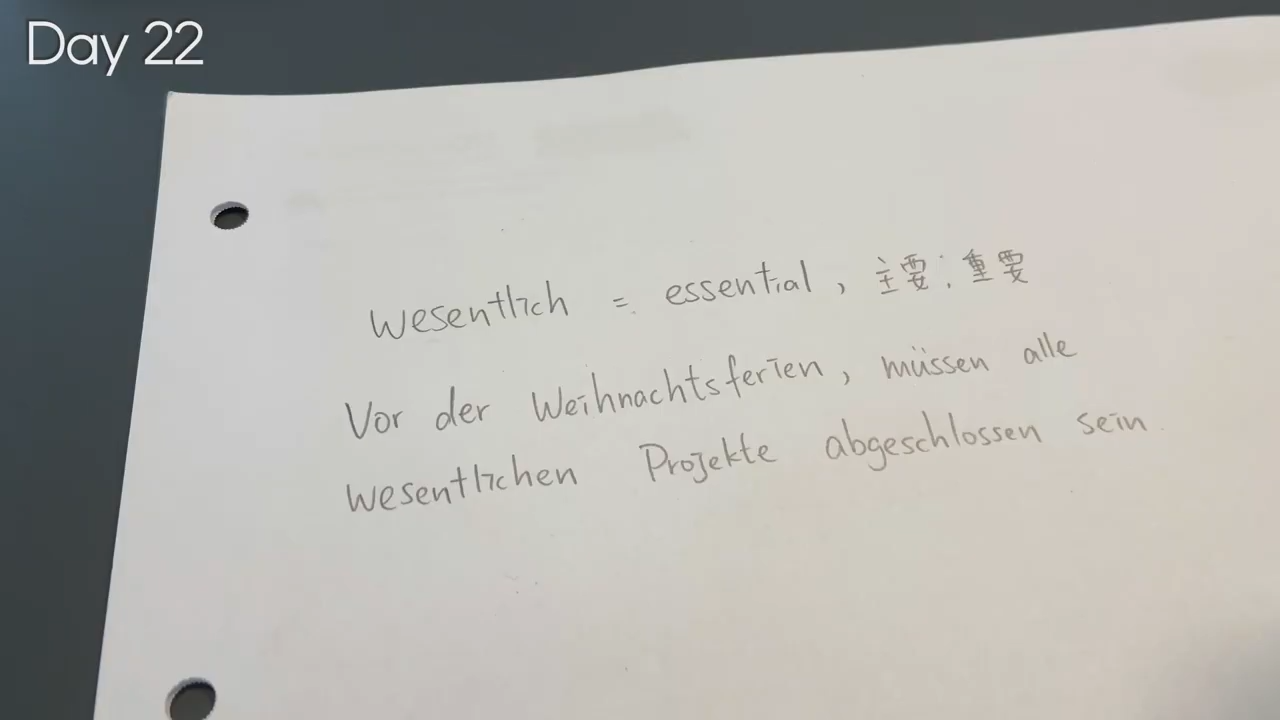 Day 22
wesentlich = essential, 主要; 重要
Vor der Weihnachtsferien, müssen alle
wesentlichen Projekte abgeschlossen sein.